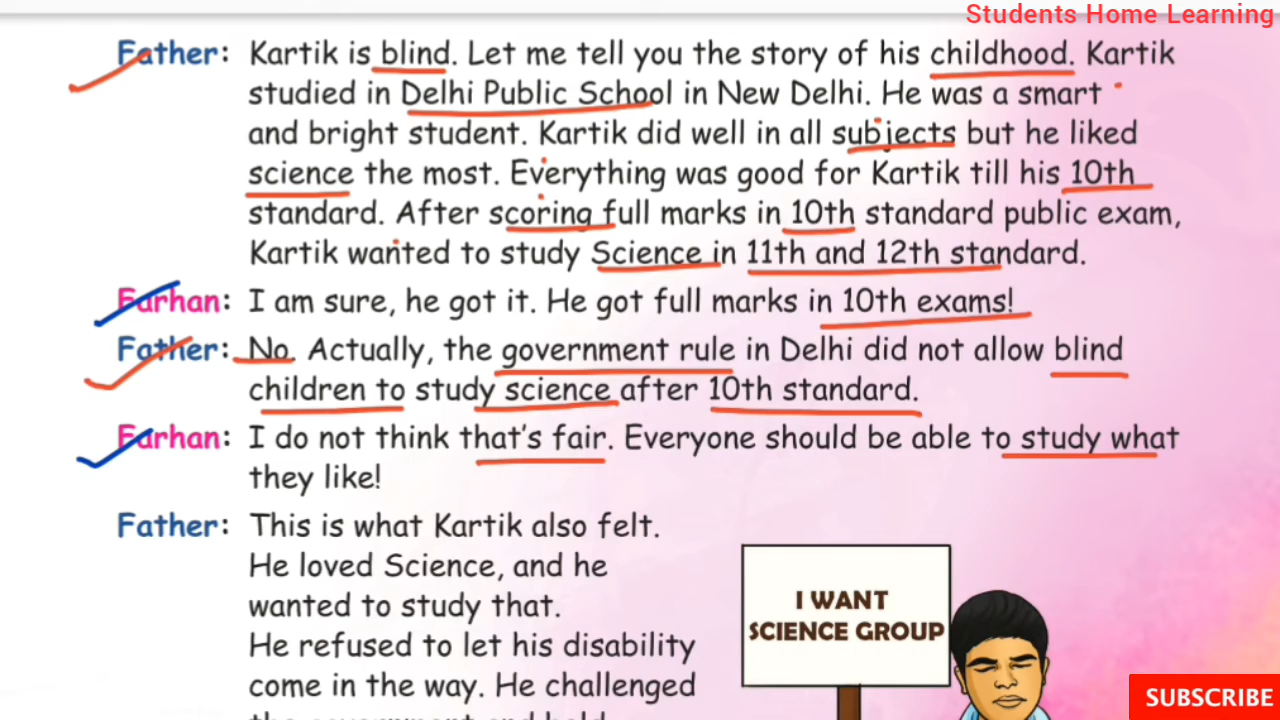 Students Home Learning
Father: Kartik is blind. Let me tell you the story of his childhood. Kartik
studied in Delhi Public School in New Delhi. He was a smart
and bright student. Kartik did well in all subjects but he liked
science the most. Everything was good for Kartik till his 10th
standard. After scoring full marks in 10th standard public exam,
Kartik wanted to study Science in 11th and 12th standard.
Farhan: I am sure, he got it. He got full marks in 10th exams!
Father: No. Actually, the government rule in Delhi did not allow blind
children to study science after 10th standard.
Farhan: I do not think that's fair. Everyone should be able to study what
they like!
Father: This is what Kartik also felt.
He loved Science, and he
wanted to study that.
He refused to let his disability
come in the way. He challenged
I WANT
SCIENCE GROUP
SUBSCRIBE